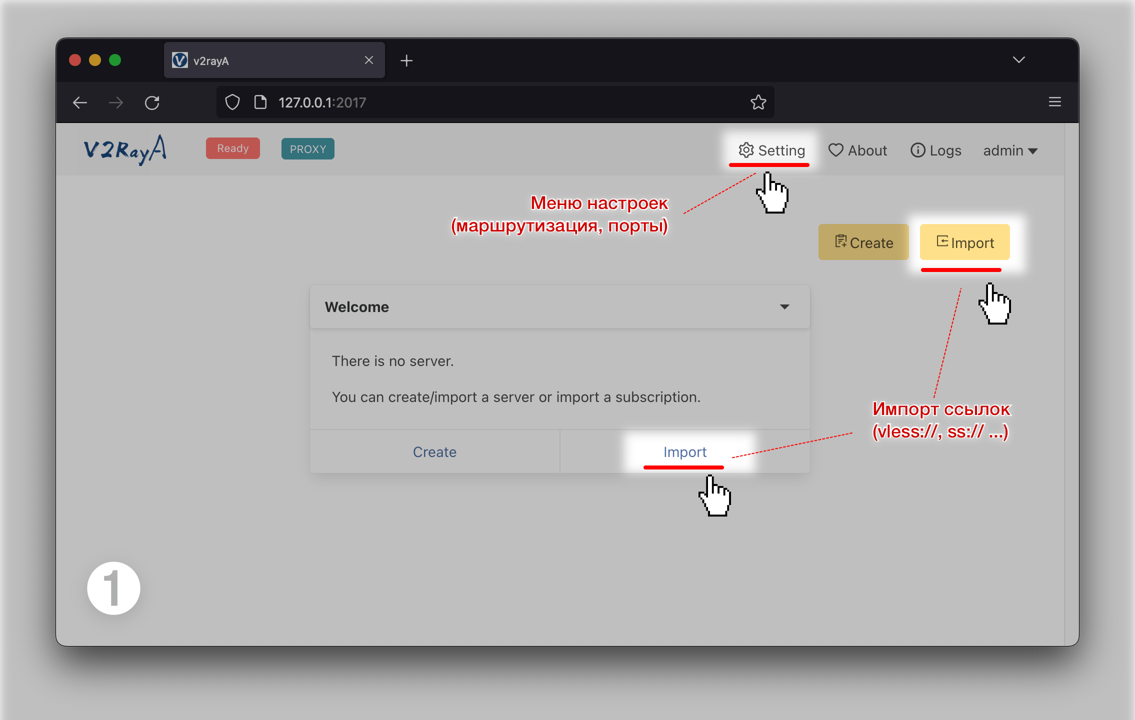 v2rayA
127.0.0.1:2017
V2RayA
Ready
PROXY
Setting
About
Logs
admin
Меню настроек
(маршрутизация, порты)
Create
Import
Welcome
There is no server.
You can create/import a server or import a subscription.
Импорт ссылок
(vless://, ss:// ...)
Create
Import
1